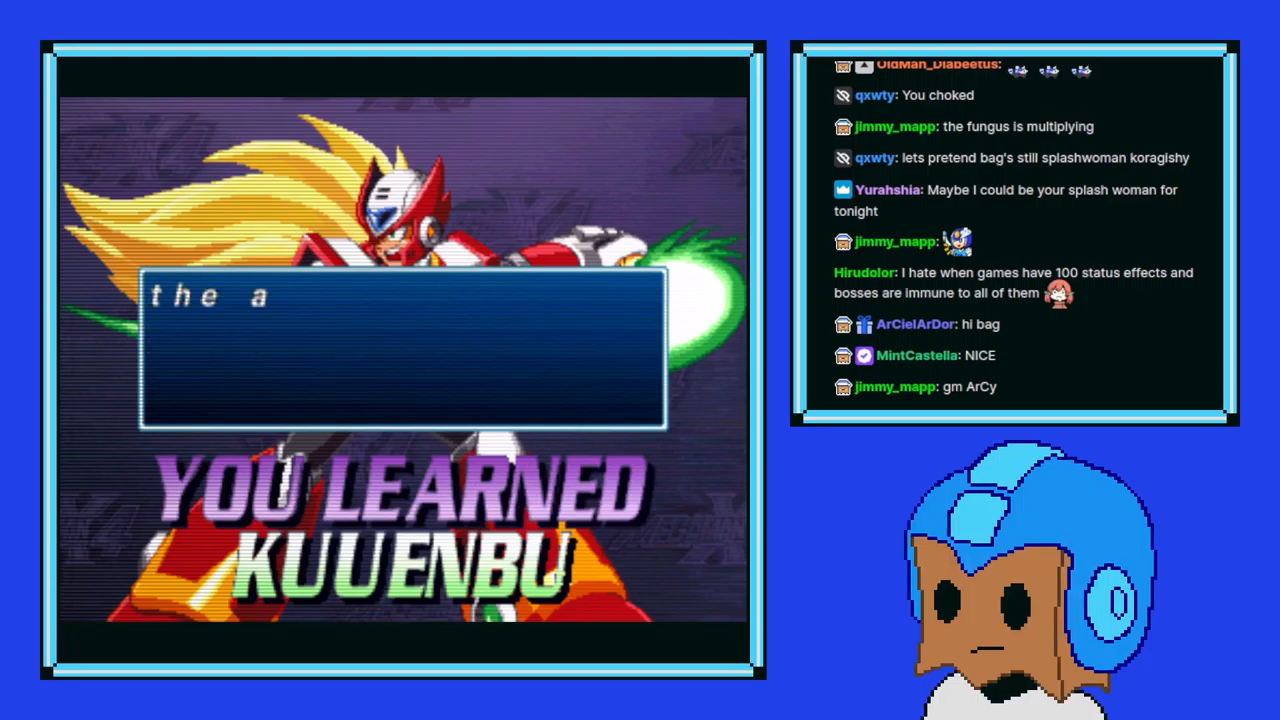 the a
YOU LEARNED
KUUENBU
OldMan_Diabeetus:
qxwty: You choked
jimmy_mapp: the fungus is multiplying
qxwty: lets pretend bag's still splashwoman koragishy
Yurahshia: Maybe I could be your splash woman for
tonight
jimmy_mapp:
Hirudolor: I hate when games have 100 status effects and
bosses are immune to all of them
ArCielArDor: hi bag
MintCastella: NICE
jimmy_mapp: gm ArCy